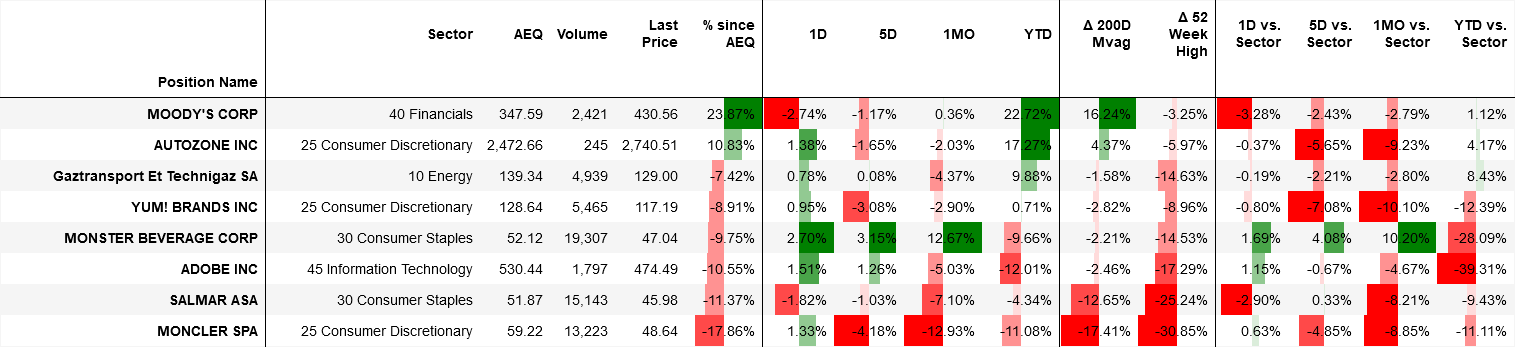 Position Name Sector AEQ Volume Last Price % since AEQ 1D 5D 1MO YTD Δ 200D Mvag Δ 52 Week High 1D vs. Sector 5D vs. Sector 1MO vs. Sector YTD vs. Sector
MOODY'S CORP 40 Financials 347.59 2,421 430.56 23.87% -2.74% -1.17% 0.36% 22.72% 16.24% -3.25% -3.28% -2.43% -2.79% 1.12%
AUTOZONE INC 25 Consumer Discretionary 2,472.66 245 2,740.51 10.83% 1.38% -1.65% -2.03% 17.27% 4.37% -5.97% -0.37% -5.65% -9.23% 4.17%
Gaztransport Et Technigaz SA 10 Energy 139.34 4,939 129.00 -7.42% 0.78% 0.08% -4.37% 9.88% -1.58% -14.63% -0.19% -2.21% -2.80% 8.43%
YUM! BRANDS INC 25 Consumer Discretionary 128.64 5,465 117.19 -8.91% 0.95% -3.08% -2.90% 0.71% -2.82% -8.96% -0.80% -7.08% -10.10% -12.39%
MONSTER BEVERAGE CORP 30 Consumer Staples 52.12 19,307 47.04 -9.75% 2.70% 3.15% 12.67% -9.66% -2.21% -14.53% 1.69% 4.08% 10.20% -28.09%
ADOBE INC 45 Information Technology 530.44 1,797 474.49 -10.55% 1.51% 1.26% -5.03% -12.01% -2.46% -17.29% 1.15% -0.67% -4.67% -39.31%
SALMAR ASA 30 Consumer Staples 51.87 15,143 45.98 -11.37% -1.82% -1.03% -7.10% -4.34% -12.65% -25.24% -2.90% 0.33% -8.21% -9.43%
MONCLER SPA 25 Consumer Discretionary 59.22 13,223 48.64 -17.86% 1.33% -4.18% -12.93% -11.08% -17.41% -30.85% 0.63% -4.85% -8.85% -11.11%